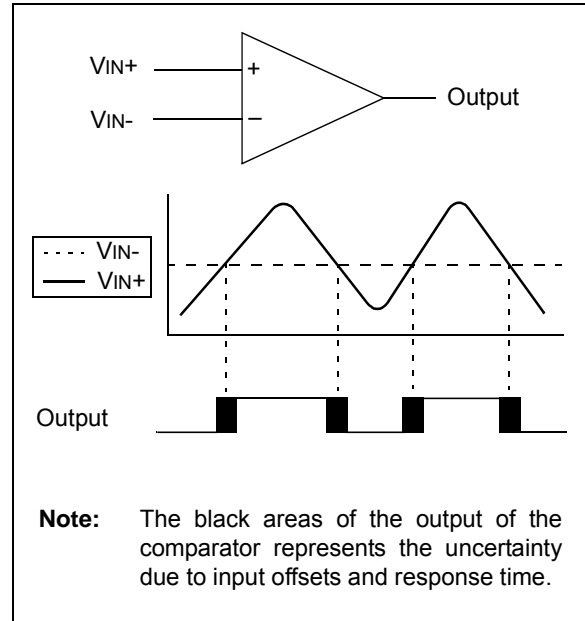 VIN+
+
Output
VIN-
–
VIN-
VIN+
Output
Note: The black areas of the output of the
comparator represents the uncertainty
due to input offsets and response time.